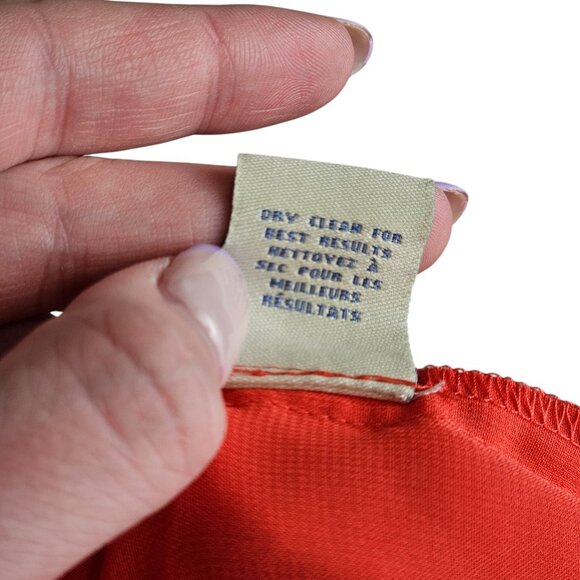 DRY CLEAN FOR
BEST RESULTS
NETTOYEZ À
SEC POUR LES
MEILLEURS
RÉSULTATS